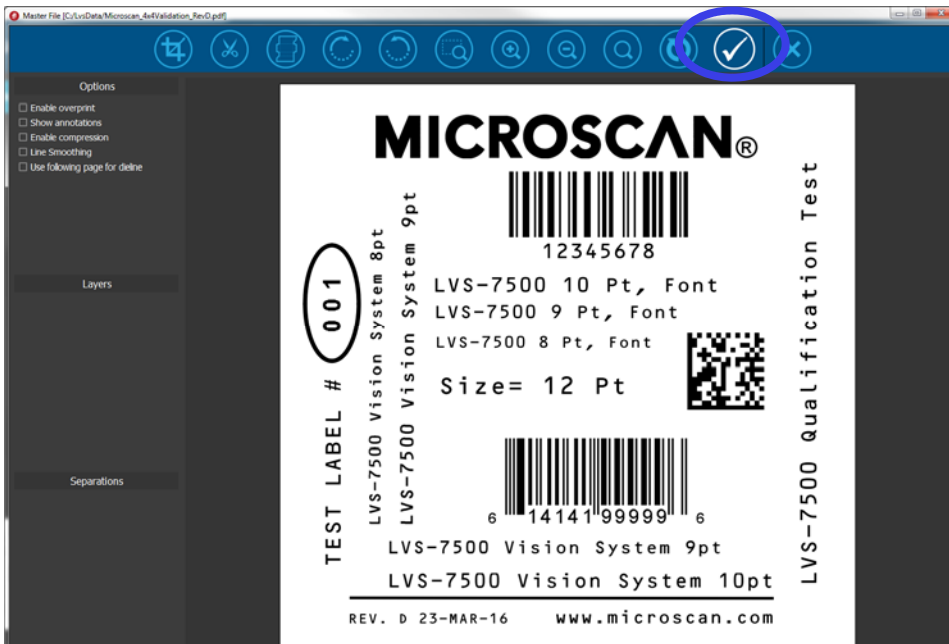 Master File [C:/LvsData/Microscan_4x4Validation_RevD.pdf]
Options
Enable overprint
Show annotations
Enable compression
Line Smoothing
Use following page for dieline
Layers
Separations
MICROSCAN®
12345678
LVS-7500 10 Pt, Font
LVS-7500 9 Pt, Font
LVS-7500 8 Pt, Font
Size= 12 Pt
TEST LABEL # 001
LVS-7500 Vision System 8pt
LVS-7500 Vision System 9pt
LVS-7500 Qualification Test
6 14141 99999 6
LVS-7500 Vision System 9pt
LVS-7500 Vision System 10pt
REV. D 23-MAR-16 www.microscan.com